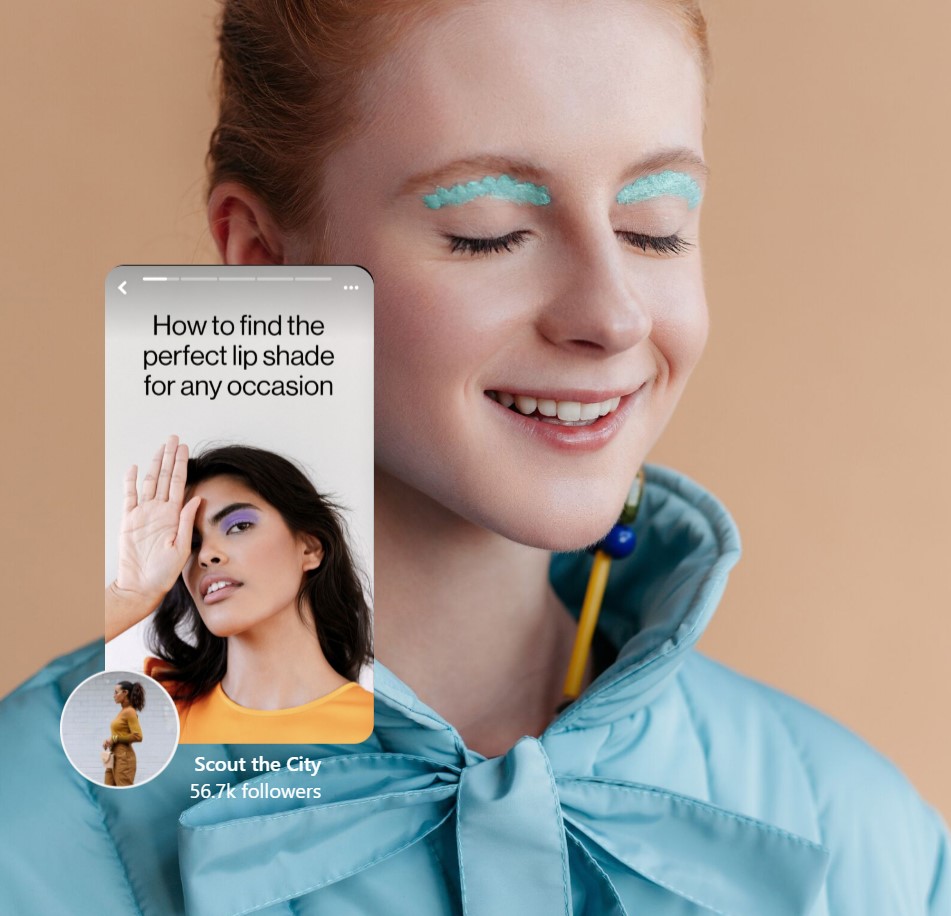 How to find the
perfect lip shade
for any occasion
Scout the City
56.7k followers